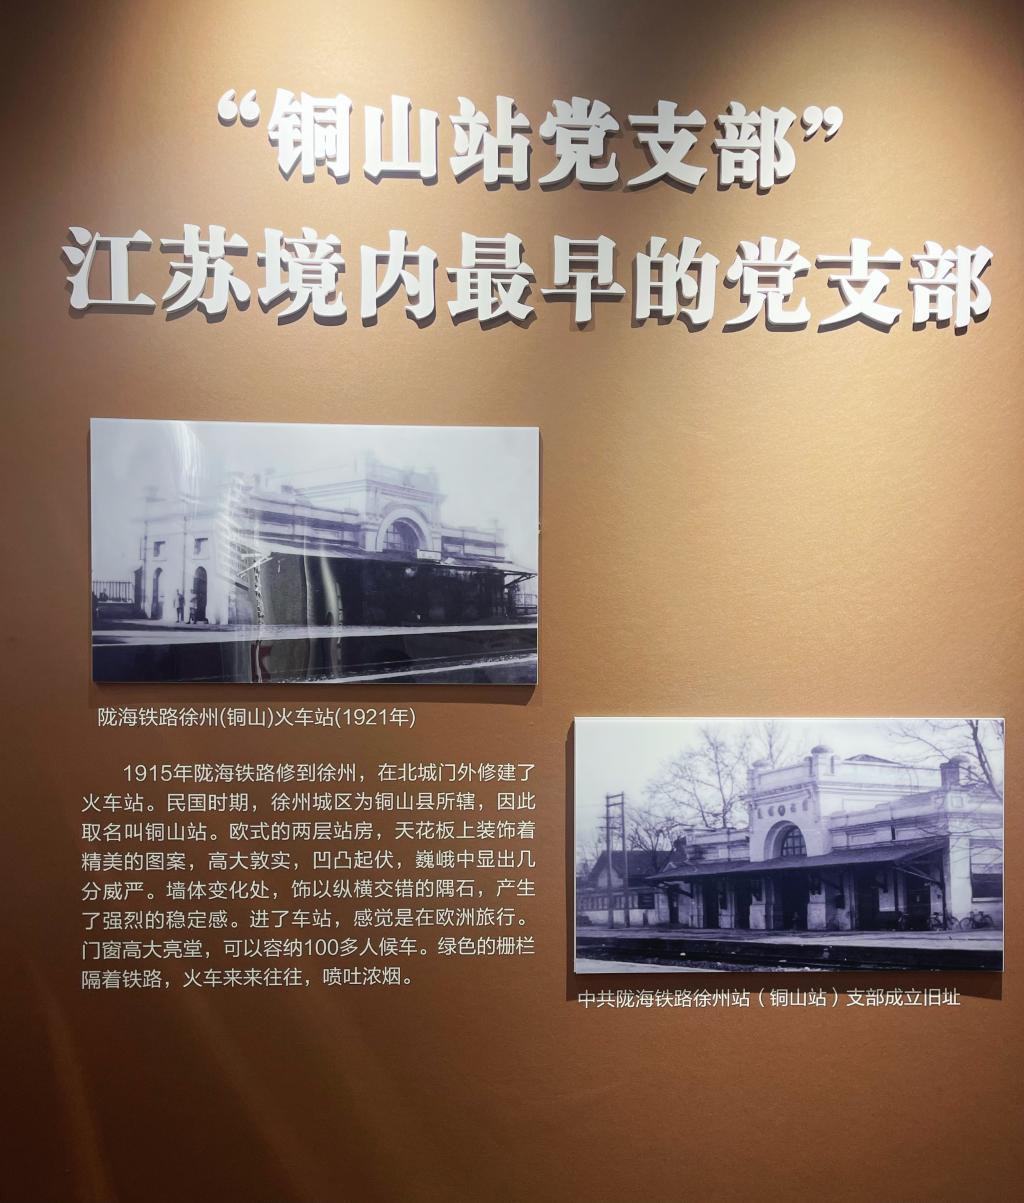 “铜山站党支部”
江苏境内最早的党支部
陇海铁路徐州(铜山)火车站(1921年)
1915年陇海铁路修到徐州，在北城门外修建了
火车站。民国时期，徐州城区为铜山县所辖，因此
取名叫铜山站。欧式的两层站房，天花板上装饰着
精美的图案，高大敦实，凹凸起伏，巍峨中显出几
分威严。墙体变化处，饰以纵横交错的隅石，产生
了强烈的稳定感。进了车站，感觉是在欧洲旅行。
门窗高大亮堂，可以容纳100多人候车。绿色的栅栏
隔着铁路，火车来来往往，喷吐浓烟。
中共陇海铁路徐州站（铜山站）支部成立旧址